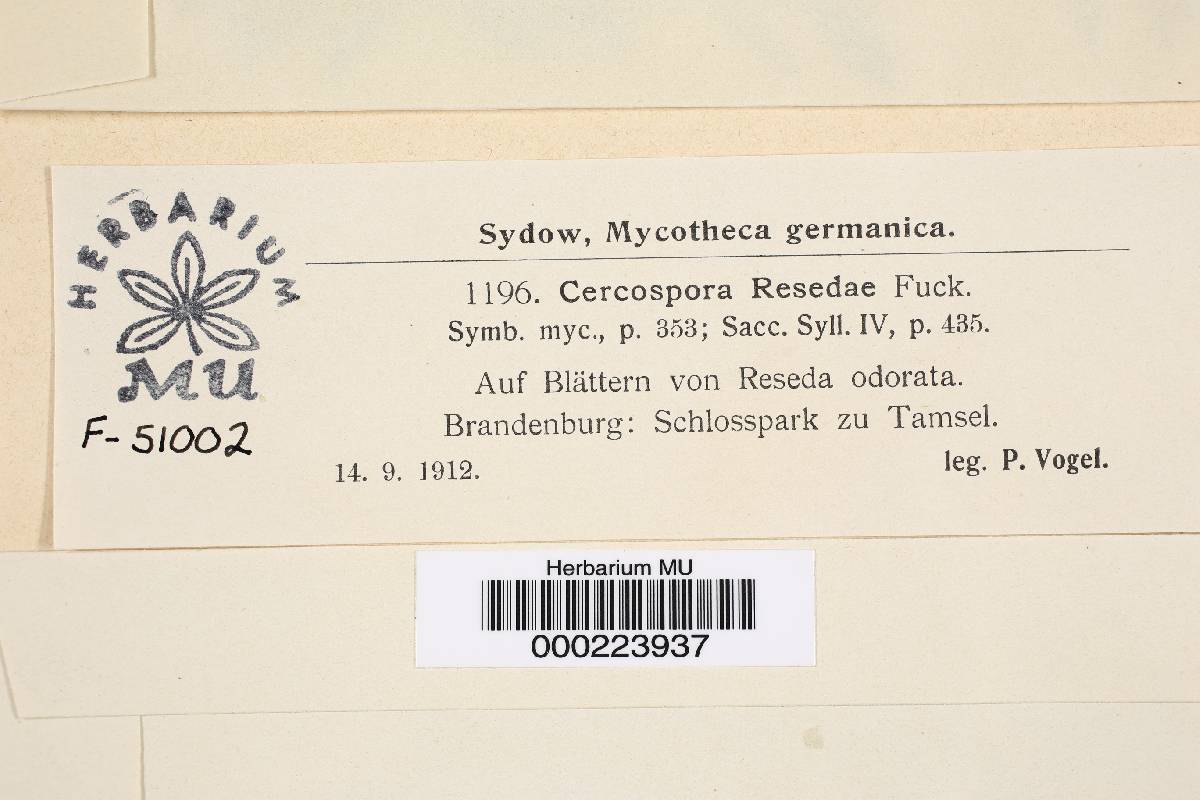 HERBARIUM
MU
F-51002
Sydow, Mycotheca germanica.
1196. Cercospora Resedae Fuck.
Symb. myc., p. 353; Sacc. Syll. IV, p. 435.
Auf Blättern von Reseda odorata.
Brandenburg: Schlosspark zu Tamsel.
14. 9. 1912.
leg. P. Vogel.
Herbarium MU
000223937